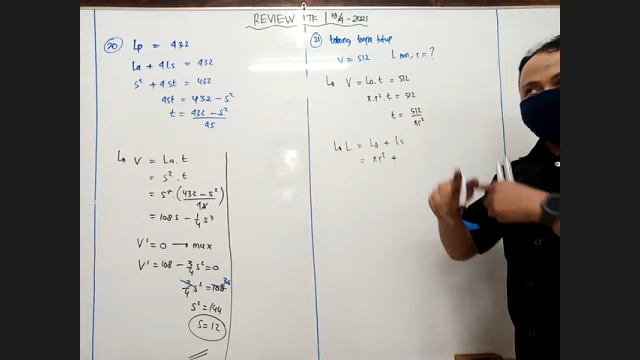 REVIEW ITK | 19/4 - 2021
20 Lp = 432
La + 4Ls = 432
s² + 4st = 432
4st = 432 - s²
t = (432 - s²)/4s
↳ V = La . t
= s² . t
= s² . (432 - s²)/4s
= 108s - 1/4 s³
V' = 0 → max
V' = 108 - 3/4 s² = 0
3/4 s² = 108 36
s² = 144
s = 12
21 tabung tanpa tutup
V = 512 L min, r = ?
↳ V = La . t = 512
π.r² . t = 512
t = 512/πr²
↳ L = La + Ls
= πr² +